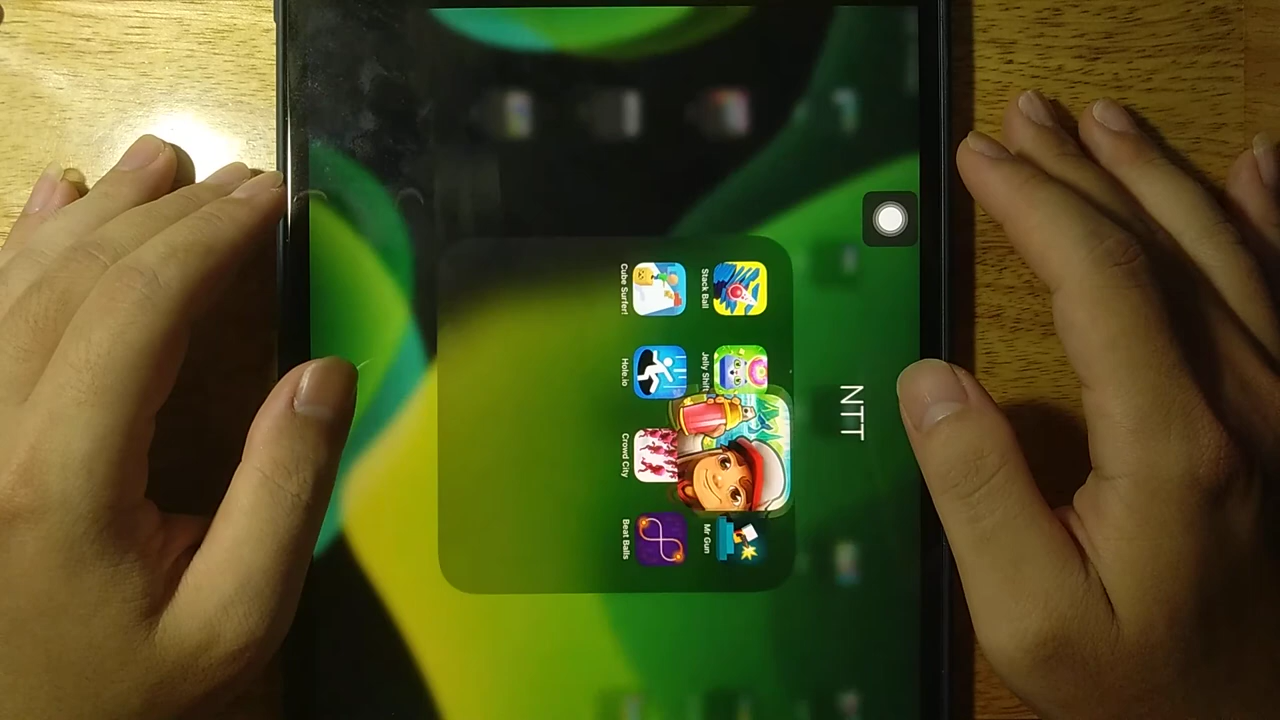 NTT
Stack Ball
Jelly Shift
Mr Gun
Cube Surfer!
Hole.io
Crowd City
Beat Balls